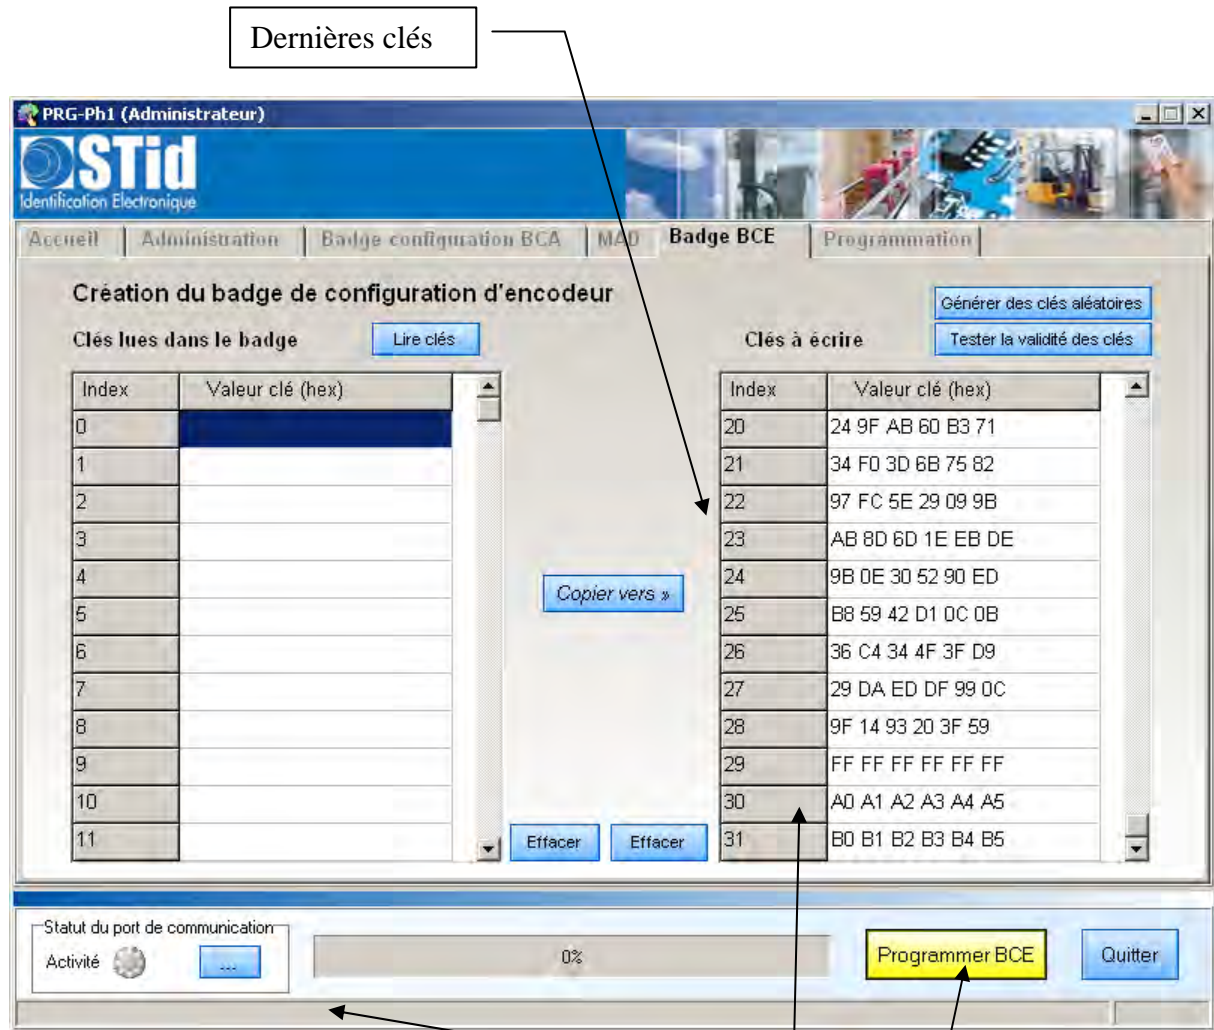 Dernières clés
PRG-Ph1 (Administrateur)
STid
Identification Electronique
Accueil Administration Badge configuration BCA MAD Badge BCE Programmation
Création du badge de configuration d'encodeur
Générer des clés aléatoires
Clés lues dans le badge Lire clés Clés à écrire Tester la validité des clés
Index Valeur clé (hex) Index Valeur clé (hex)
0 20 24 9F AB 60 B3 71
1 21 34 F0 3D 6B 75 82
2 22 97 FC 5E 29 09 9B
3 23 AB 8D 6D 1E EB DE
4 24 9B 0E 30 52 90 ED
Copier vers »
5 25 B8 59 42 D1 0C 0B
6 26 36 C4 34 4F 3F D9
7 27 29 DA ED DF 99 0C
8 28 9F 14 93 20 3F 59
9 29 FF FF FF FF FF FF
10 30 A0 A1 A2 A3 A4 A5
11 Effacer Effacer 31 B0 B1 B2 B3 B4 B5
Statut du port de communication
Activité ... 0% Programmer BCE Quitter